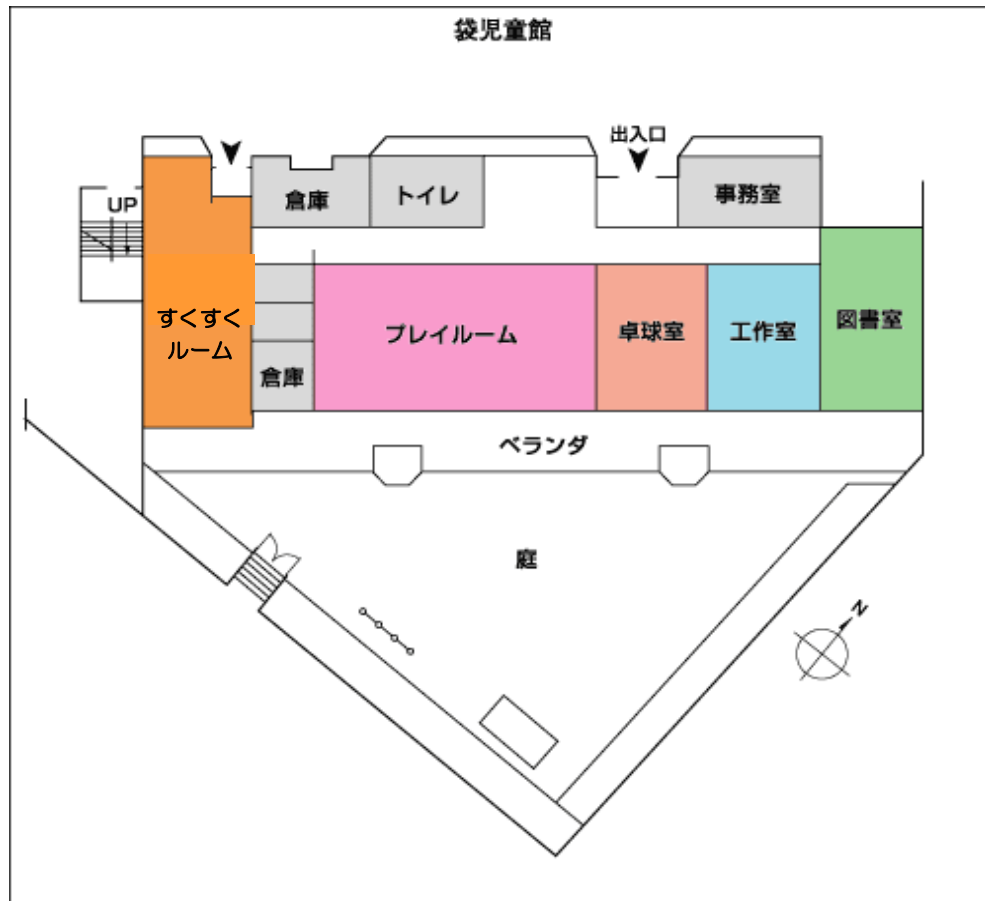 袋児童館
出入口
UP
倉庫
トイレ
事務室
すくすく
ルーム
倉庫
プレイルーム
卓球室
工作室
図書室
ベランダ
庭
N